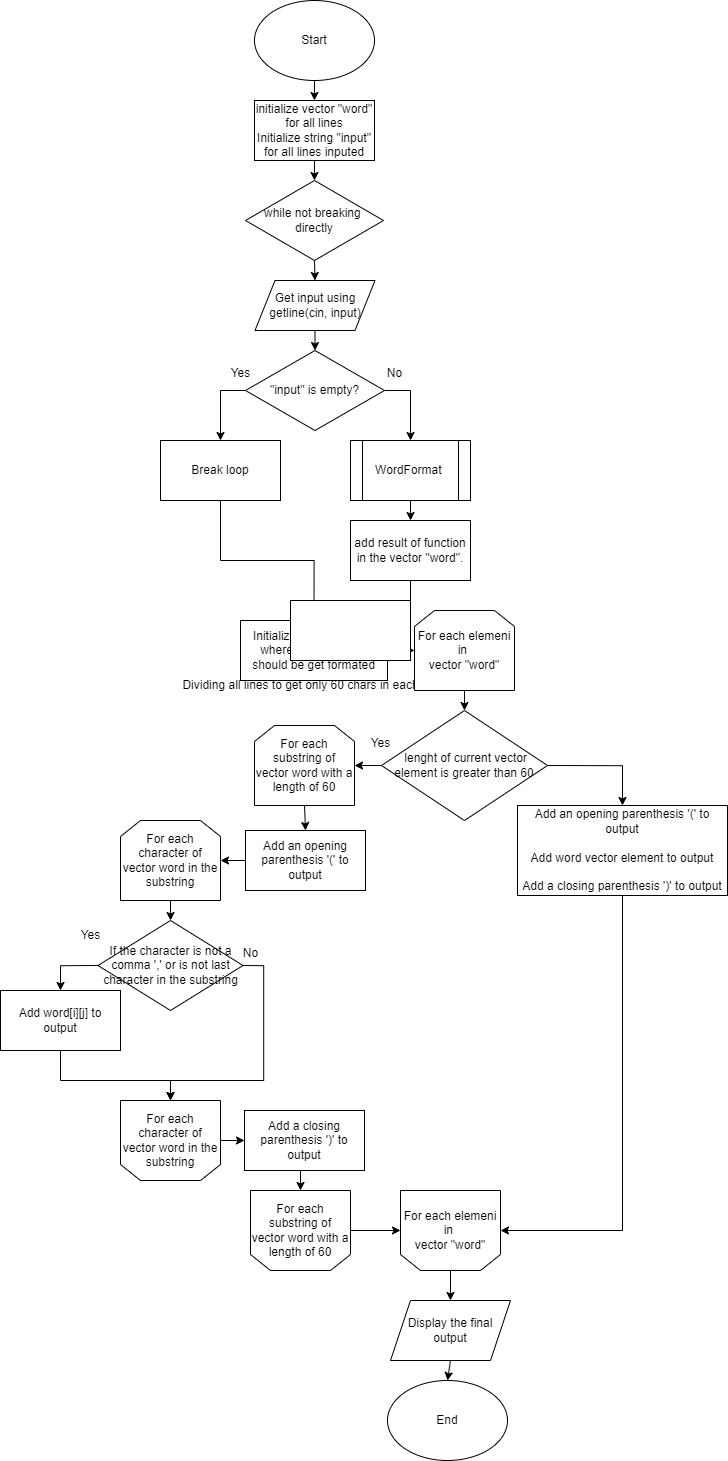 Start
initialize vector "word"
for all lines
Initialize string "input"
for all lines inputed
while not breaking
directly
Get input using
getline(cin, input)
Yes
No
"input" is empty?
Break loop
WordFormat
add result of function
in the vector "word".
where
should be get formated
Dividing all lines to get only 60 chars in each
For each elemeni
in
vector "word"
Yes
lenght of current vector
element is greater than 60
For each
substring of
vector word with a
length of 60
Add an opening parenthesis '(' to
output
Add word vector element to output
Add a closing parenthesis ')' to output
Add an opening
parenthesis '(' to
output
For each
character of
vector word in the
substring
Yes
No
If the character is not a
comma ',' or is not last
character in the substring
Add word[i][j] to
output
For each
character of
vector word in the
substring
Add a closing
parenthesis ')' to
output
For each
substring of
vector word with a
length of 60
For each elemeni
in
vector "word"
Display the final
output
End